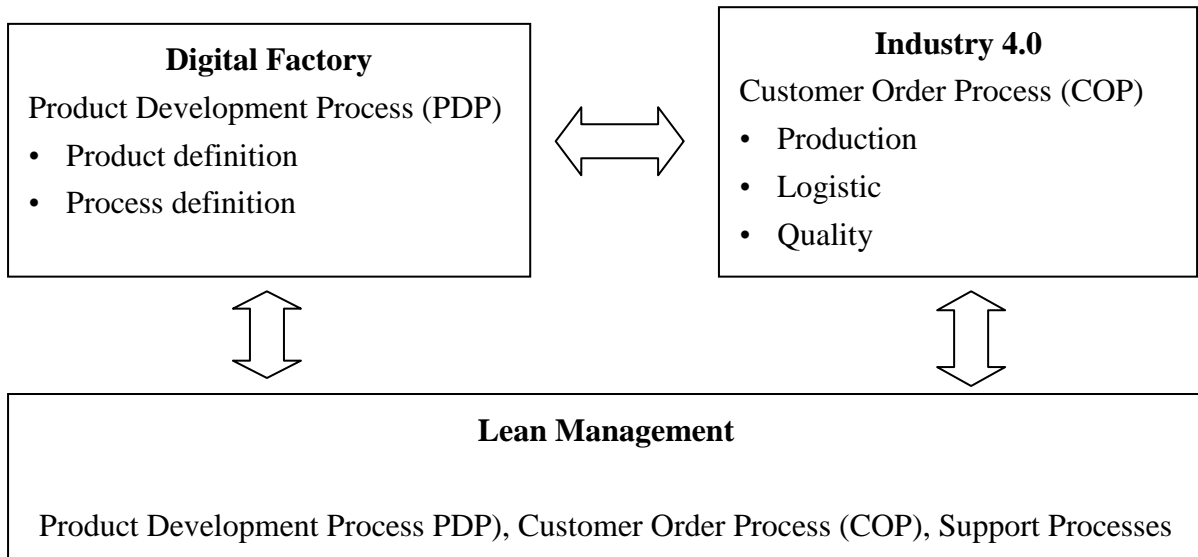 Digital Factory
Product Development Process (PDP)
• Product definition
• Process definition
Industry 4.0
Customer Order Process (COP)
• Production
• Logistic
• Quality
Lean Management
Product Development Process PDP), Customer Order Process (COP), Support Processes